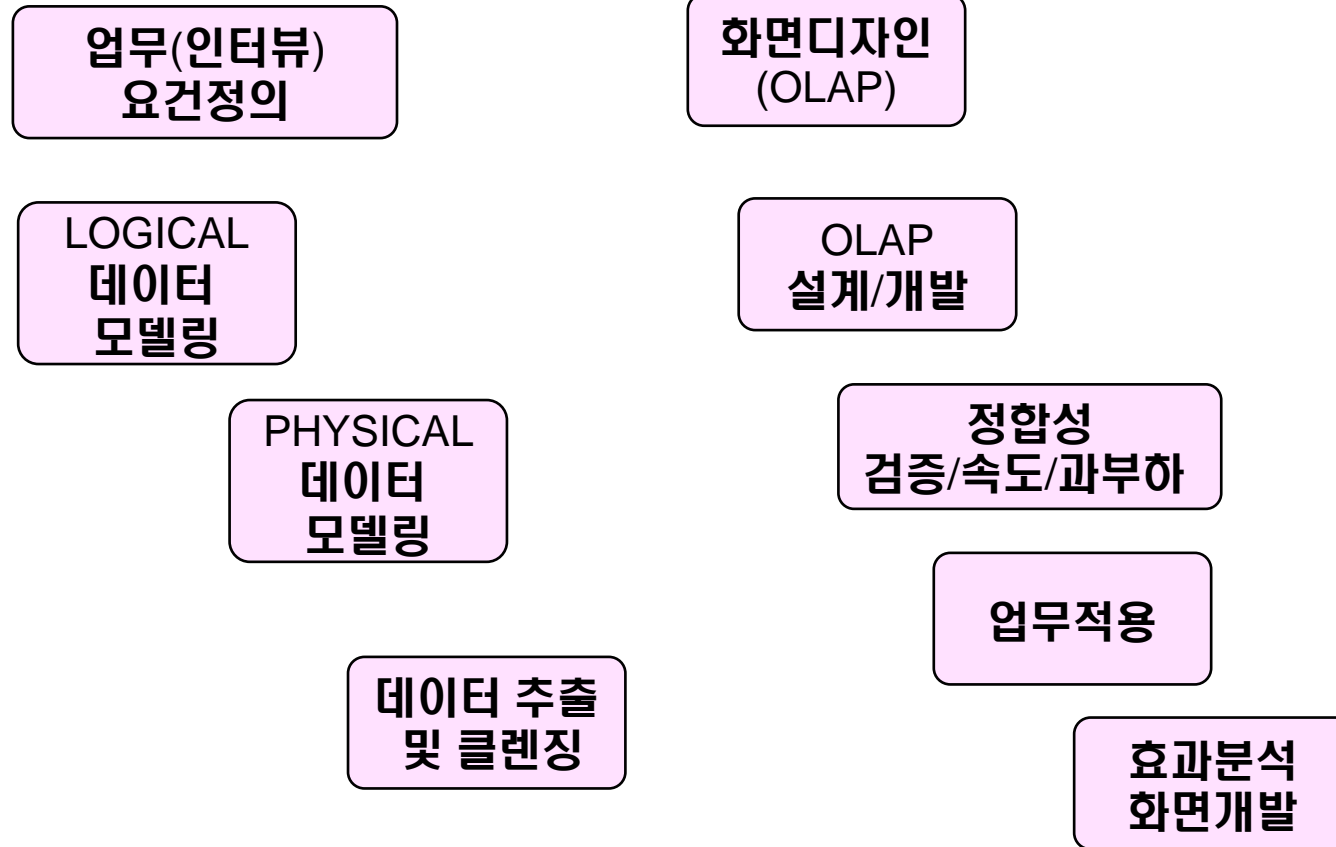 업무(인터뷰)
요건정의
LOGICAL
데이터
모델링
PHYSICAL
데이터
모델링
데이터 추출
및 클렌징
화면디자인
(OLAP)
OLAP
설계/개발
정합성
검증/속도/과부하
업무적용
효과분석
화면개발